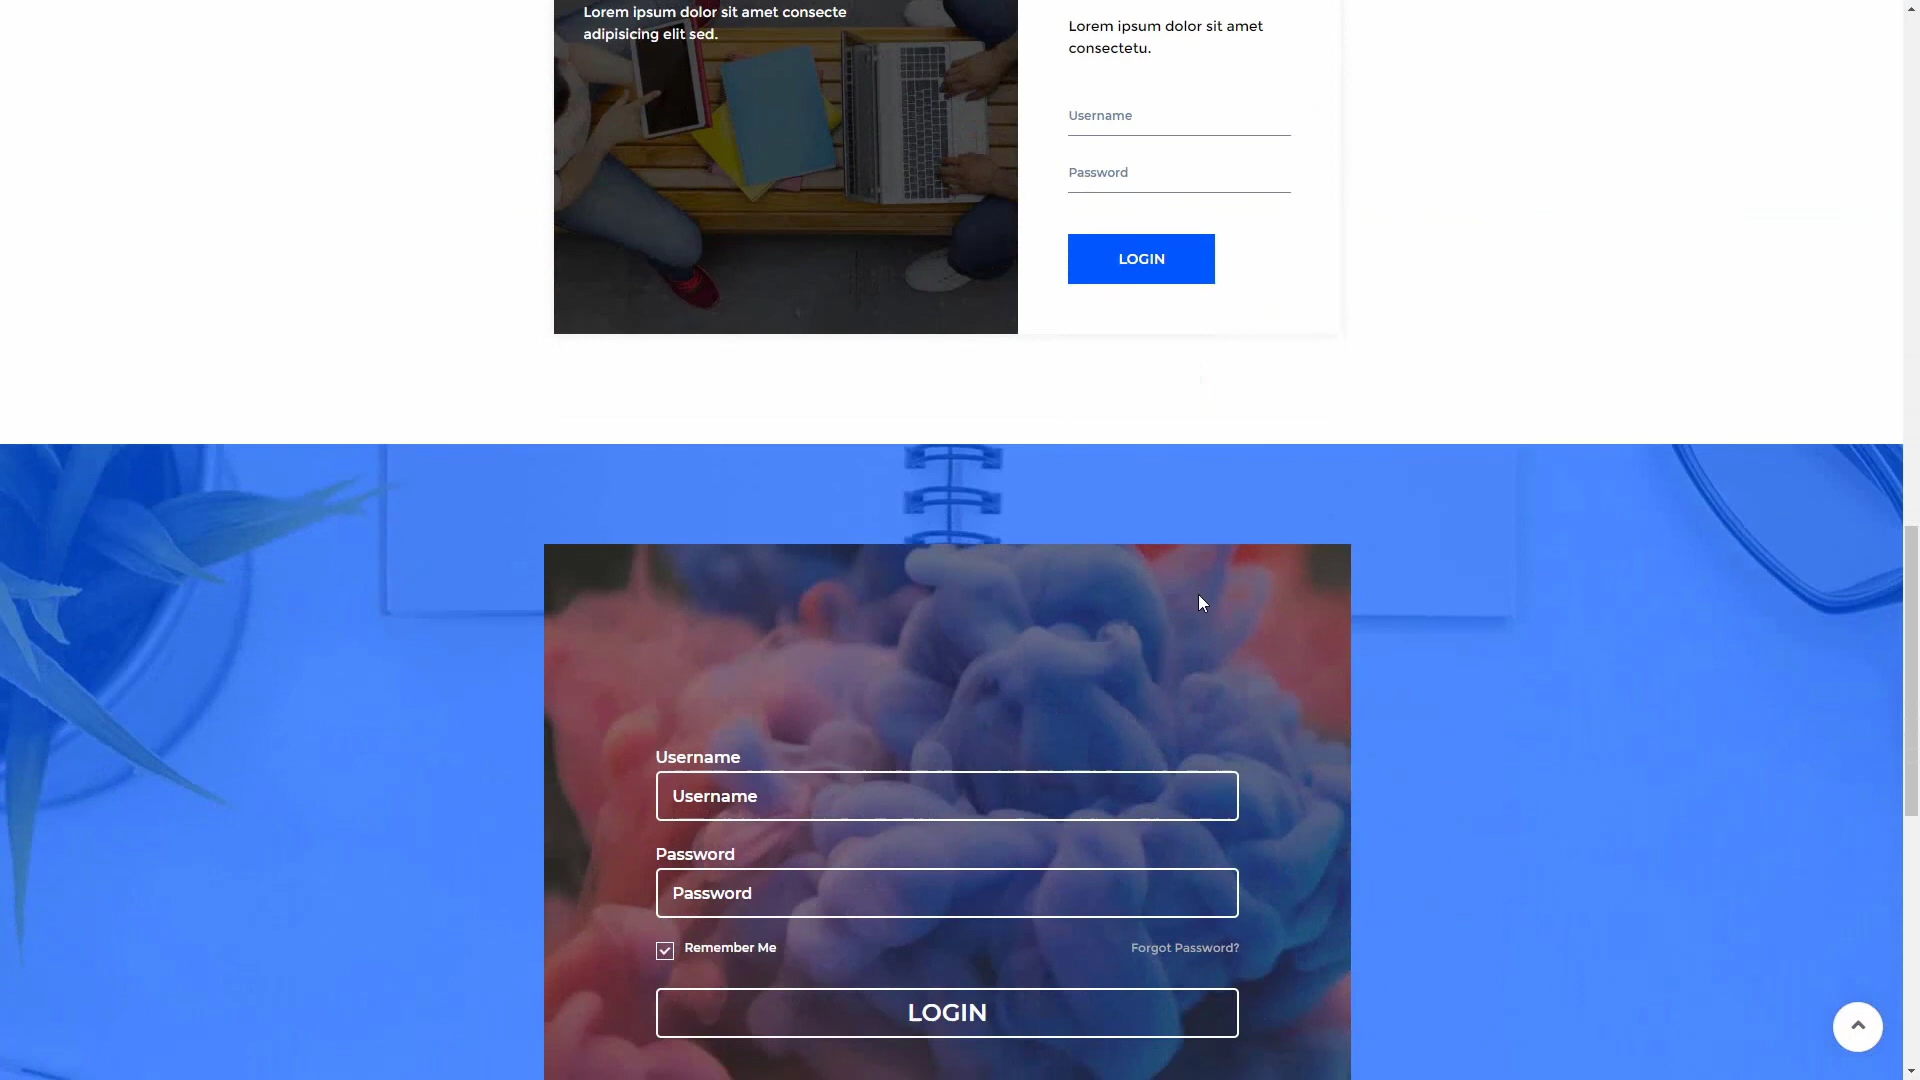 Lorem ipsum dolor sit amet consecte
adipisicing elit sed.
Lorem ipsum dolor sit amet
consectetu.
Username
Password
LOGIN
Username
Username
Password
Password
Remember Me
Forgot Password?
LOGIN